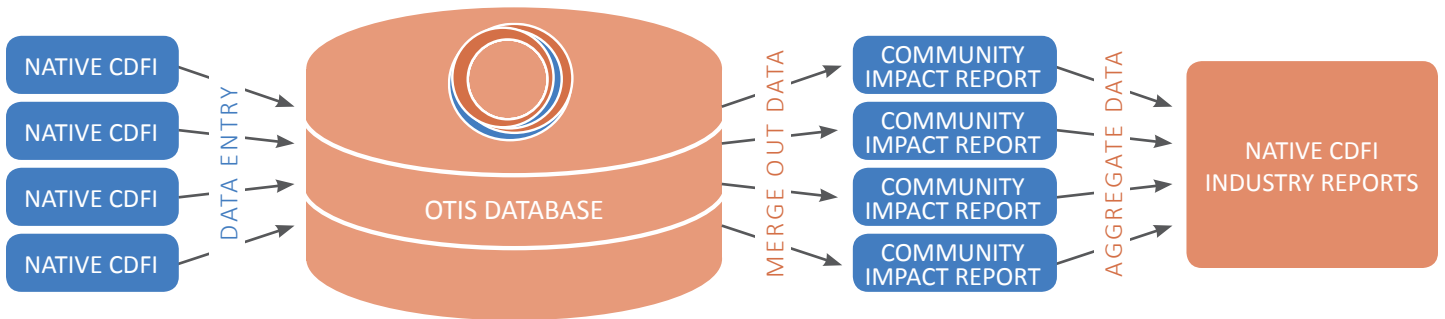 NATIVE CDFI
NATIVE CDFI
NATIVE CDFI
NATIVE CDFI
DATA ENTRY
OTIS DATABASE
MERGE OUT DATA
COMMUNITY
IMPACT REPORT
COMMUNITY
IMPACT REPORT
COMMUNITY
IMPACT REPORT
COMMUNITY
IMPACT REPORT
AGGREGATE DATA
NATIVE CDFI
INDUSTRY REPORTS